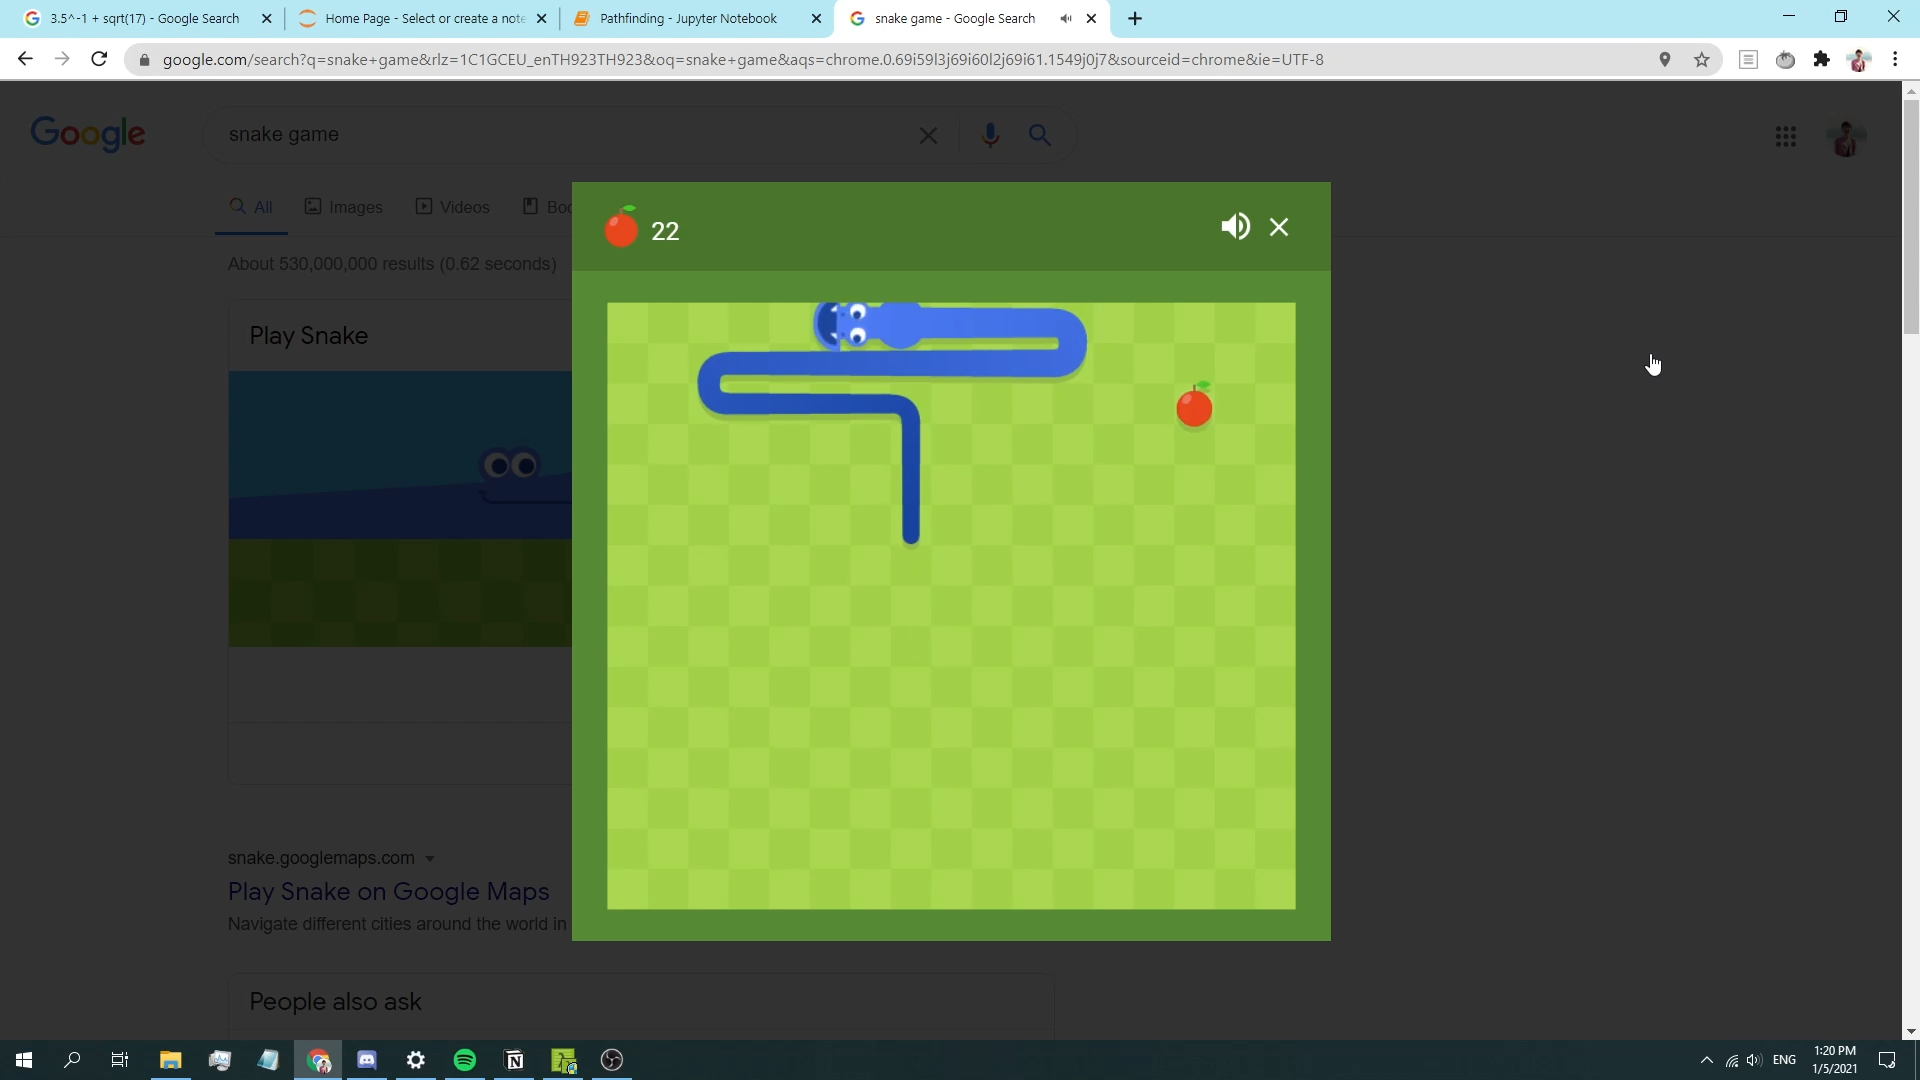 3.5^-1 + sqrt(17) - Google Search
Home Page - Select or create a note
Pathfinding - Jupyter Notebook
snake game - Google Search
google.com/search?q=snake+game&rlz=1C1GCEU_enTH923TH923&oq=snake+game&aqs=chrome.0.69i59l3j69i60l2j69i61.1549j0j7&sourceid=chrome&ie=UTF-8
Google
snake game
All
Images
Videos
Boo
22
About 530,000,000 results (0.62 seconds)
Play Snake
snake.googlemaps.com
Play Snake on Google Maps
Navigate different cities around the world in
People also ask
ENG
1:20 PM
1/5/2021